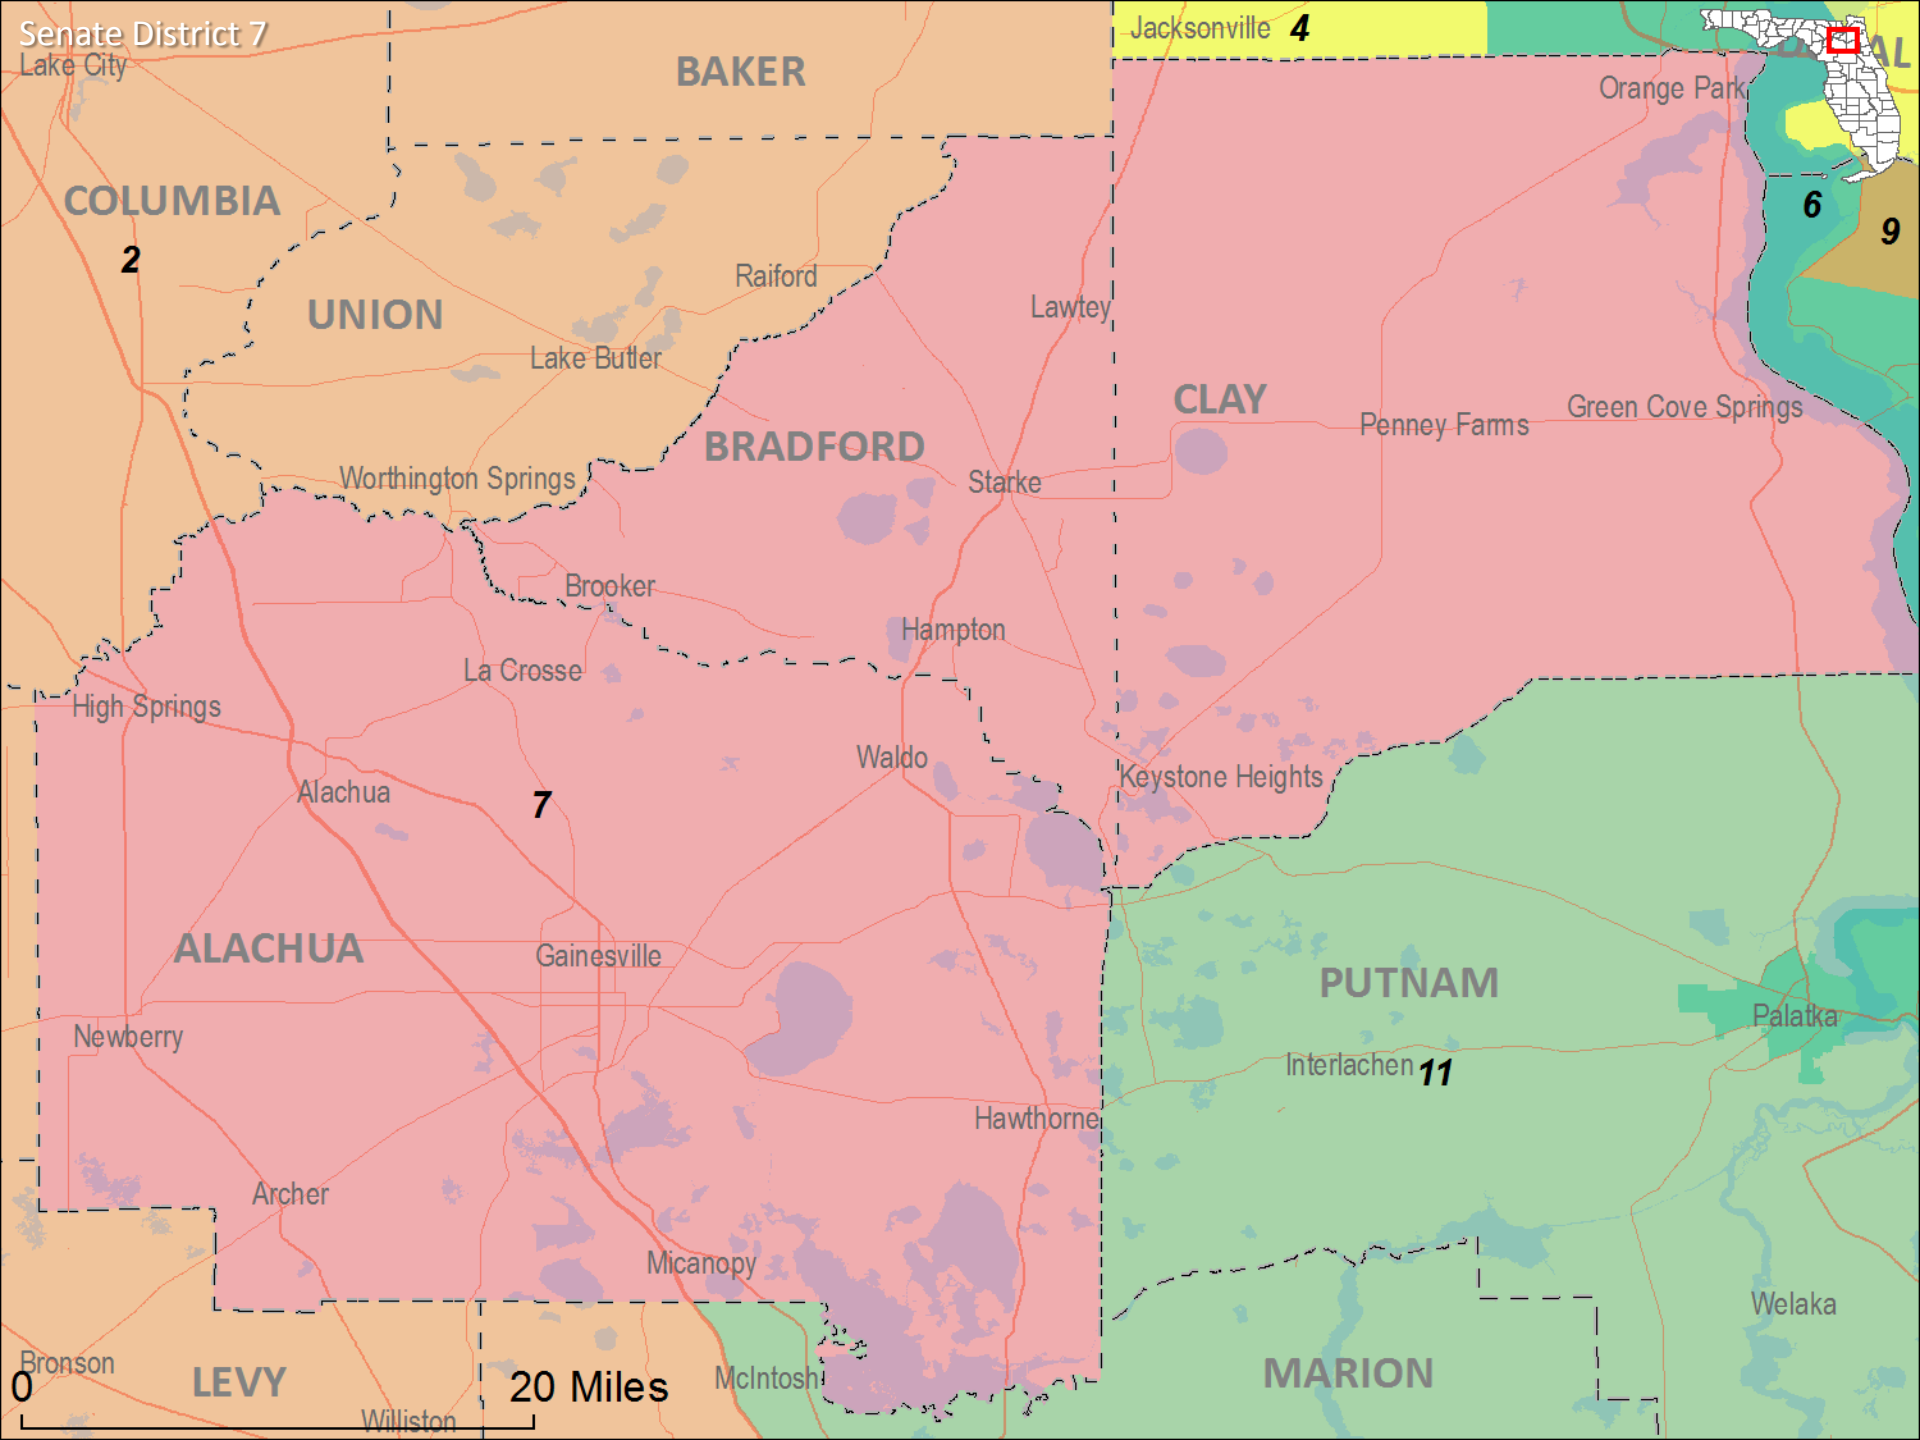 Senate District 7
Jacksonville 4
Lake City
BAKER
Orange Park
COLUMBIA
2
6
9
Raiford
UNION
Lawtey
Lake Butler
CLAY
Green Cove Springs
Penney Farms
BRADFORD
Worthington Springs
Starke
Brooker
Hampton
La Crosse
High Springs
Waldo
Keystone Heights
Alachua
7
ALACHUA
Gainesville
PUTNAM
Palatka
Newberry
Interlachen 11
Hawthorne
Archer
Micanopy
Welaka
Bronson
LEVY
McIntosh
MARION
0 20 Miles
Williston